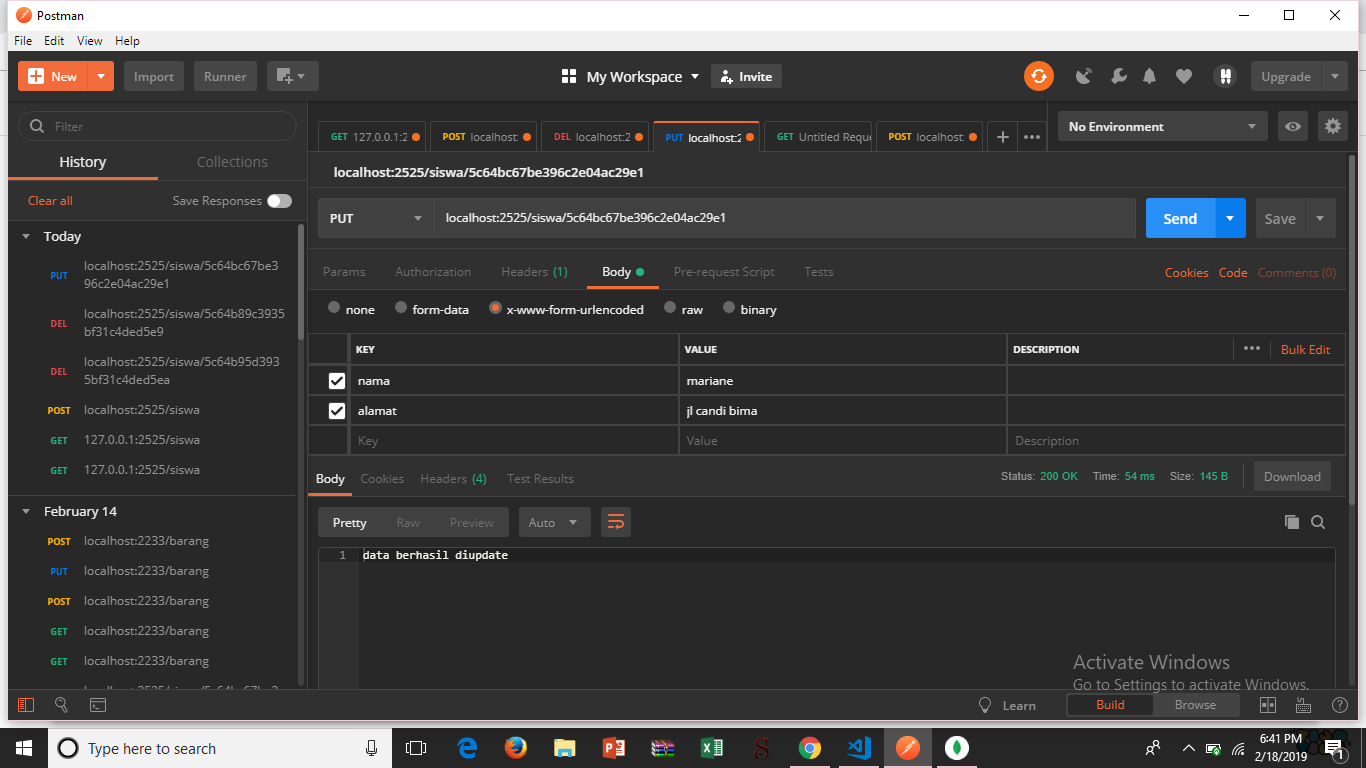 Postman
File Edit View Help
New Import Runner My Workspace Invite Upgrade
Filter
History Collections
Clear all Save Responses
Today
PUT localhost:2525/siswa/5c64bc67be3
96c2e04ac29e1
DEL localhost:2525/siswa/5c64b89c3935
bf31c4ded5e9
DEL localhost:2525/siswa/5c64b95d393
5bf31c4ded5ea
POST localhost:2525/siswa
GET 127.0.0.1:2525/siswa
GET 127.0.0.1:2525/siswa
February 14
POST localhost:2233/barang
PUT localhost:2233/barang
POST localhost:2233/barang
GET localhost:2233/barang
GET localhost:2233/barang
GET 127.0.0.1:2 POST localhost: DEL localhost:2 PUT localhost:2 GET Untitled Reque POST localhost: No Environment
localhost:2525/siswa/5c64bc67be396c2e04ac29e1
PUT localhost:2525/siswa/5c64bc67be396c2e04ac29e1 Send Save
Params Authorization Headers (1) Body Pre-request Script Tests Cookies Code Comments (0)
none form-data x-www-form-urlencoded raw binary
KEY VALUE DESCRIPTION Bulk Edit
nama mariane
alamat jl candi bima
Key Value Description
Body Cookies Headers (4) Test Results Status: 200 OK Time: 54 ms Size: 145 B Download
Pretty Raw Preview Auto
1 data berhasil diupdate
Activate Windows
Go to Settings to activate Windows.
Learn Build Browse
Type here to search
6:41 PM
2/18/2019
1